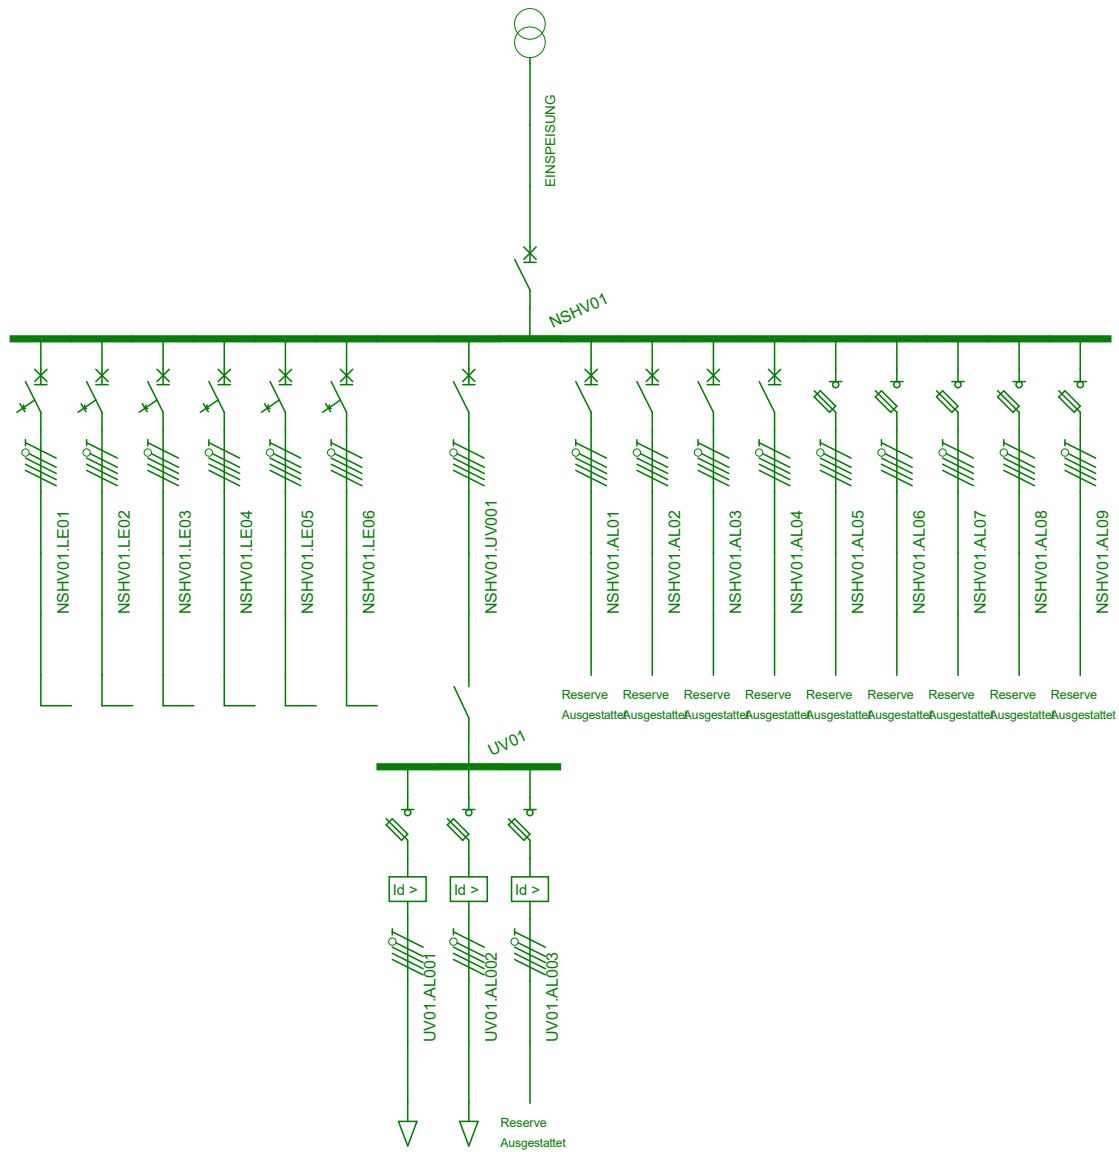 EINSPEISUNG
NSHV01
NSHV01.LE01
NSHV01.LE02
NSHV01.LE03
NSHV01.LE04
NSHV01.LE05
NSHV01.LE06
NSHV01.UV001
NSHV01.AL01
NSHV01.AL02
NSHV01.AL03
NSHV01.AL04
NSHV01.AL05
NSHV01.AL06
NSHV01.AL07
NSHV01.AL08
NSHV01.AL09
Reserve
Ausgestattet
Reserve
Ausgestattet
Reserve
Ausgestattet
Reserve
Ausgestattet
Reserve
Ausgestattet
Reserve
Ausgestattet
Reserve
Ausgestattet
Reserve
Ausgestattet
Reserve
Ausgestattet
UV01
Id >
Id >
Id >
UV01.AL001
UV01.AL002
UV01.AL003
Reserve
Ausgestattet